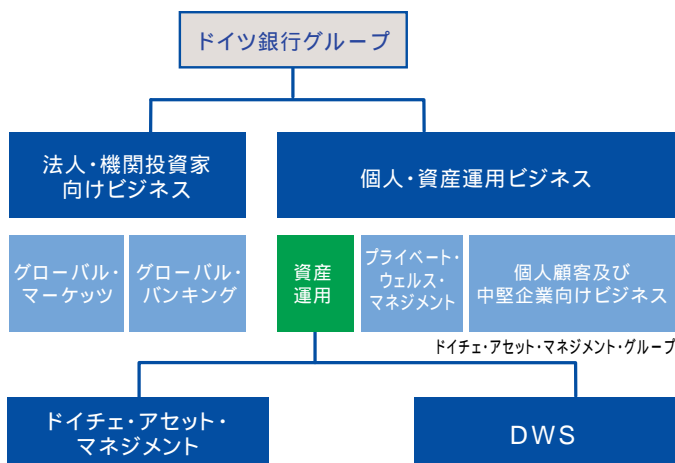 ドイツ銀行グループ
法人・機関投資家
向けビジネス
個人・資産運用ビジネス
グローバル・
マーケッツ
グローバル・
バンキング
資産
運用
プライベート・
ウェルス・
マネジメント
個人顧客及び
中堅企業向けビジネス
ドイチェ・アセット・マネジメント・グループ
ドイチェ・アセット・
マネジメント
DWS